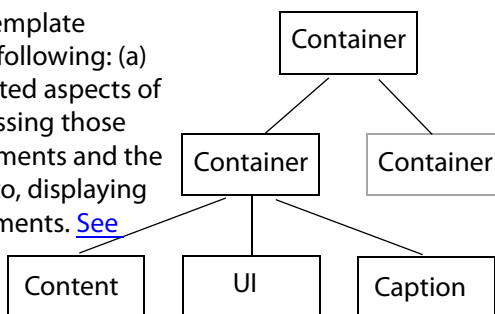 emplate
following: (a)
ted aspects of
ssing those
ments and the
to, displaying
ments. See
Container
Container
Container
Content
UI
Caption